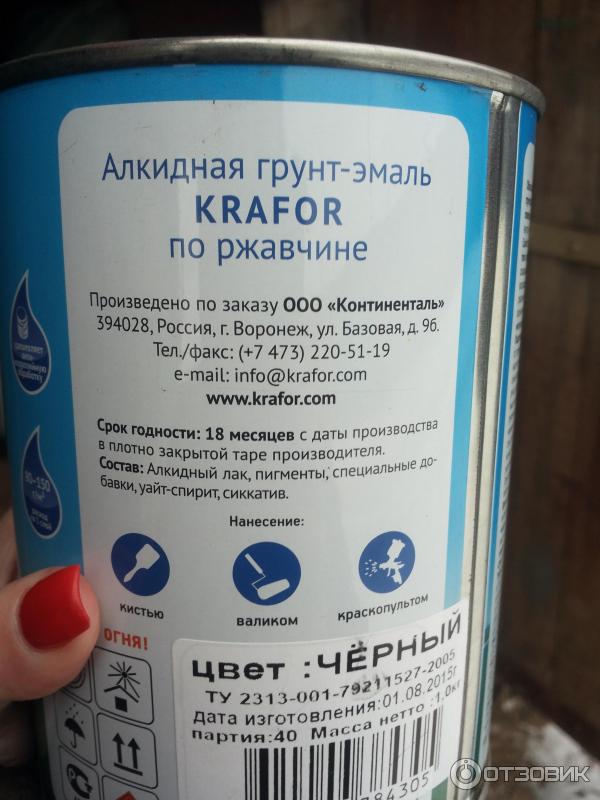 Алкидная грунт-эмаль
KRAFOR
по ржавчине
Произведено по заказу ООО «Континенталь»
394028, Россия, г. Воронеж, ул. Базовая, д. 9б.
Тел./факс: (+7 473) 220-51-19
e-mail: info@krafor.com
www.krafor.com
Срок годности: 18 месяцев с даты производства
в плотно закрытой таре производителя.
Состав: Алкидный лак, пигменты, специальные до-
бавки, уайт-спирит, сиккатив.
80-150
Нанесение:
кистью
валиком
краскопультом
ОГНЯ!
цвет :ЧЁРНЫЙ
ТУ 2313-001-79211527-2005
дата изготовления:01.08.2015г
партия:40 Масса нетто :1,0кг
84305
ОТЗОВИК